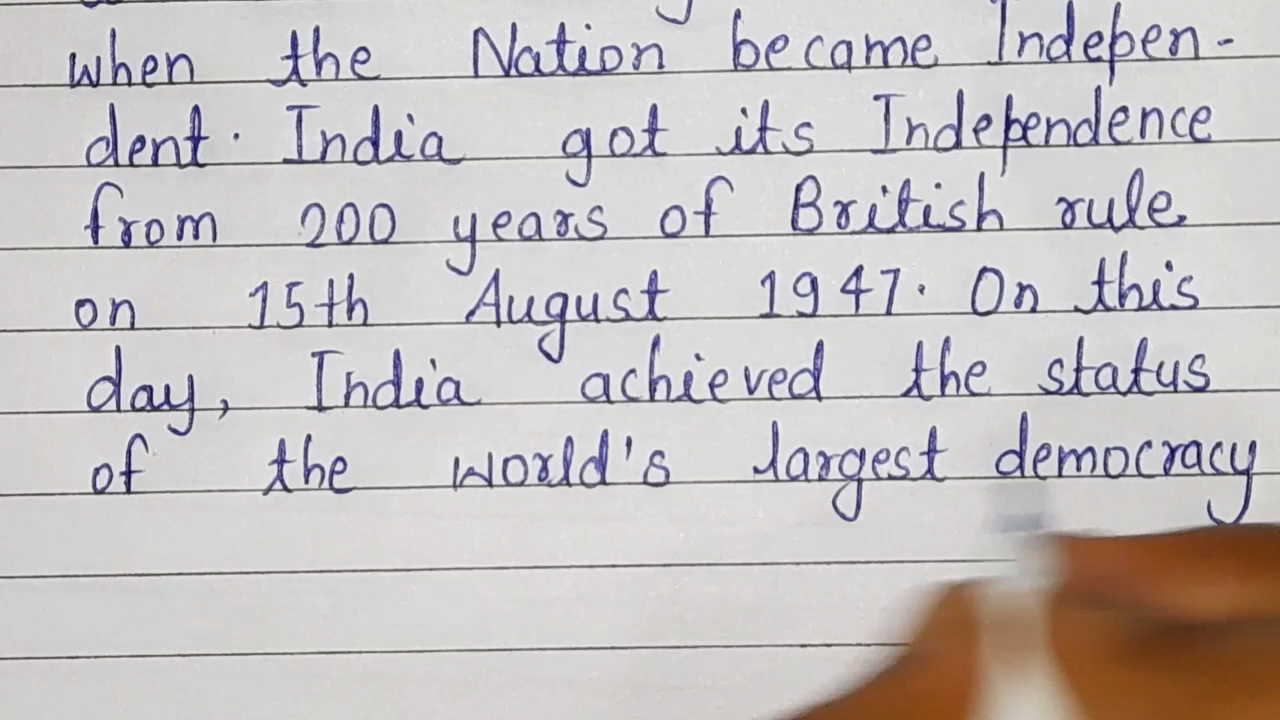 when the Nation became Indepen-
dent. India got its Independence
from 200 years of British rule
on 15th August 1947. On this
day, India achieved the status
of the world's largest democracy